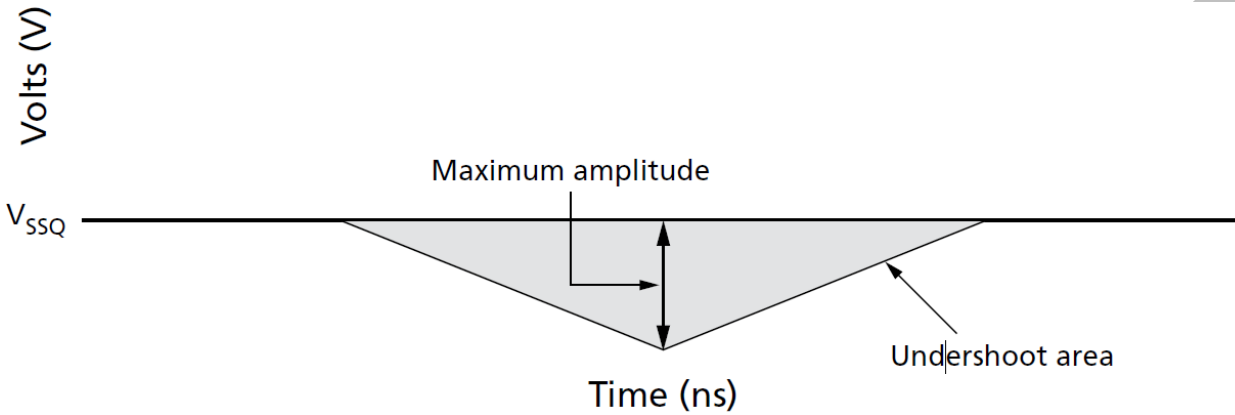 Volts (V)
Maximum amplitude
VSSQ
Undershoot area
Time (ns)